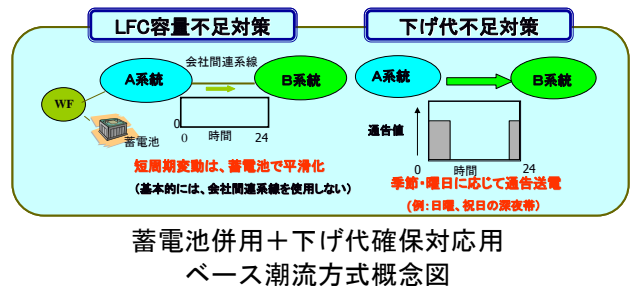 LFC容量不足対策
下げ代不足対策
会社間連系線
A系統
B系統
WF
蓄電池
0
0
時間
24
短周期変動は、蓄電池で平滑化
(基本的には、会社間連系線を使用しない)
A系統
B系統
通告値
0
時間
24
季節・曜日に応じて通告送電
(例:日曜、祝日の深夜帯)
蓄電池併用+下げ代確保対応用
ベース潮流方式概念図